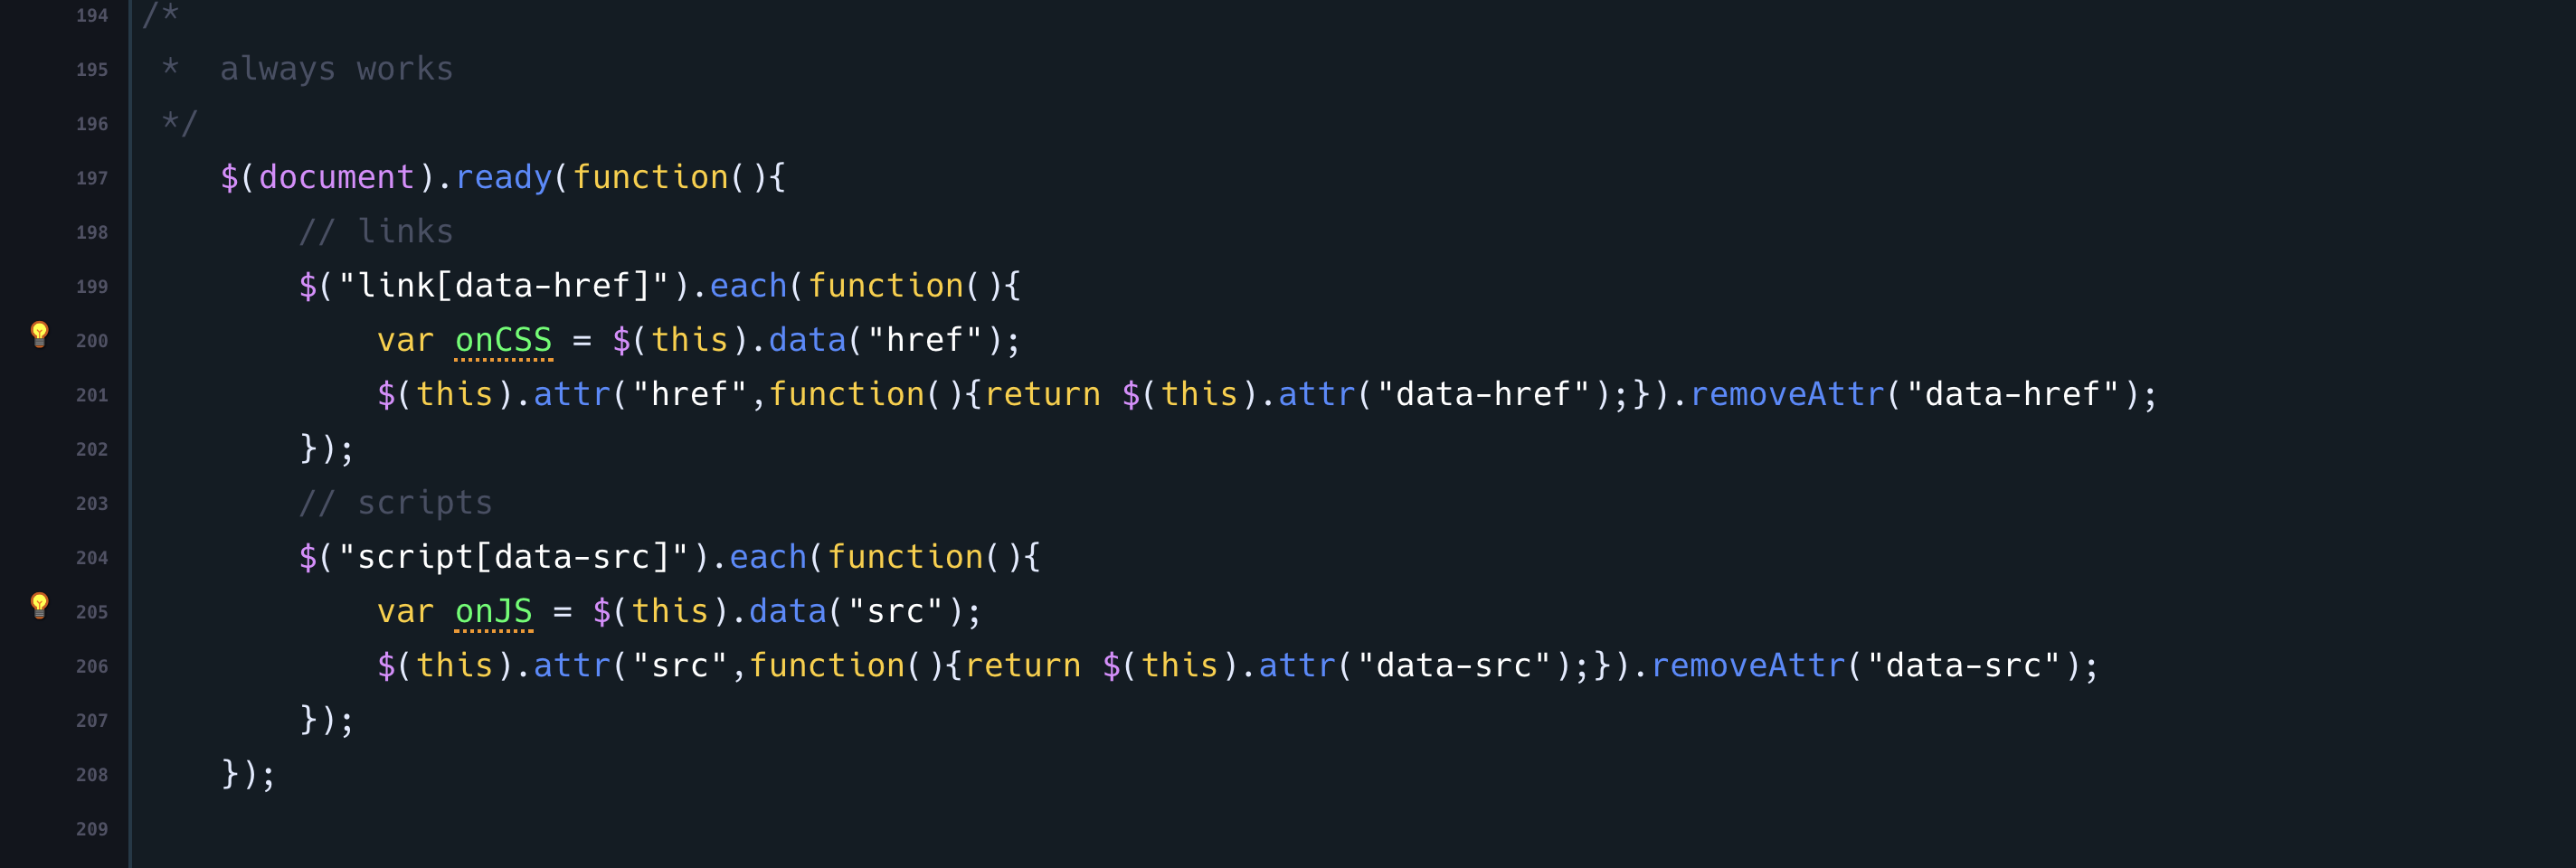 194 /*
195  *  always works
196  */
197     $(document).ready(function(){
198         // links
199         $("link[data-href]").each(function(){
200             var onCSS = $(this).data("href");
201             $(this).attr("href",function(){return $(this).attr("data-href");}).removeAttr("data-href");
202         });
203         // scripts
204         $("script[data-src]").each(function(){
205             var onJS = $(this).data("src");
206             $(this).attr("src",function(){return $(this).attr("data-src");}).removeAttr("data-src");
207         });
208     });
209